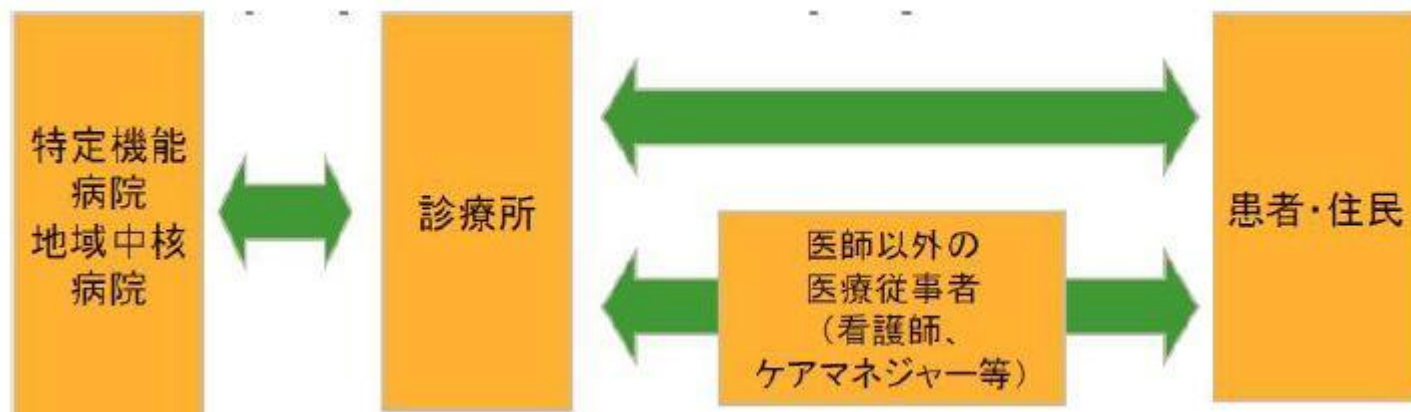 特定機能
病院
地域中核
病院
診療所
医師以外の
医療従事者
（看護師、
ケアマネジャー等）
患者・住民